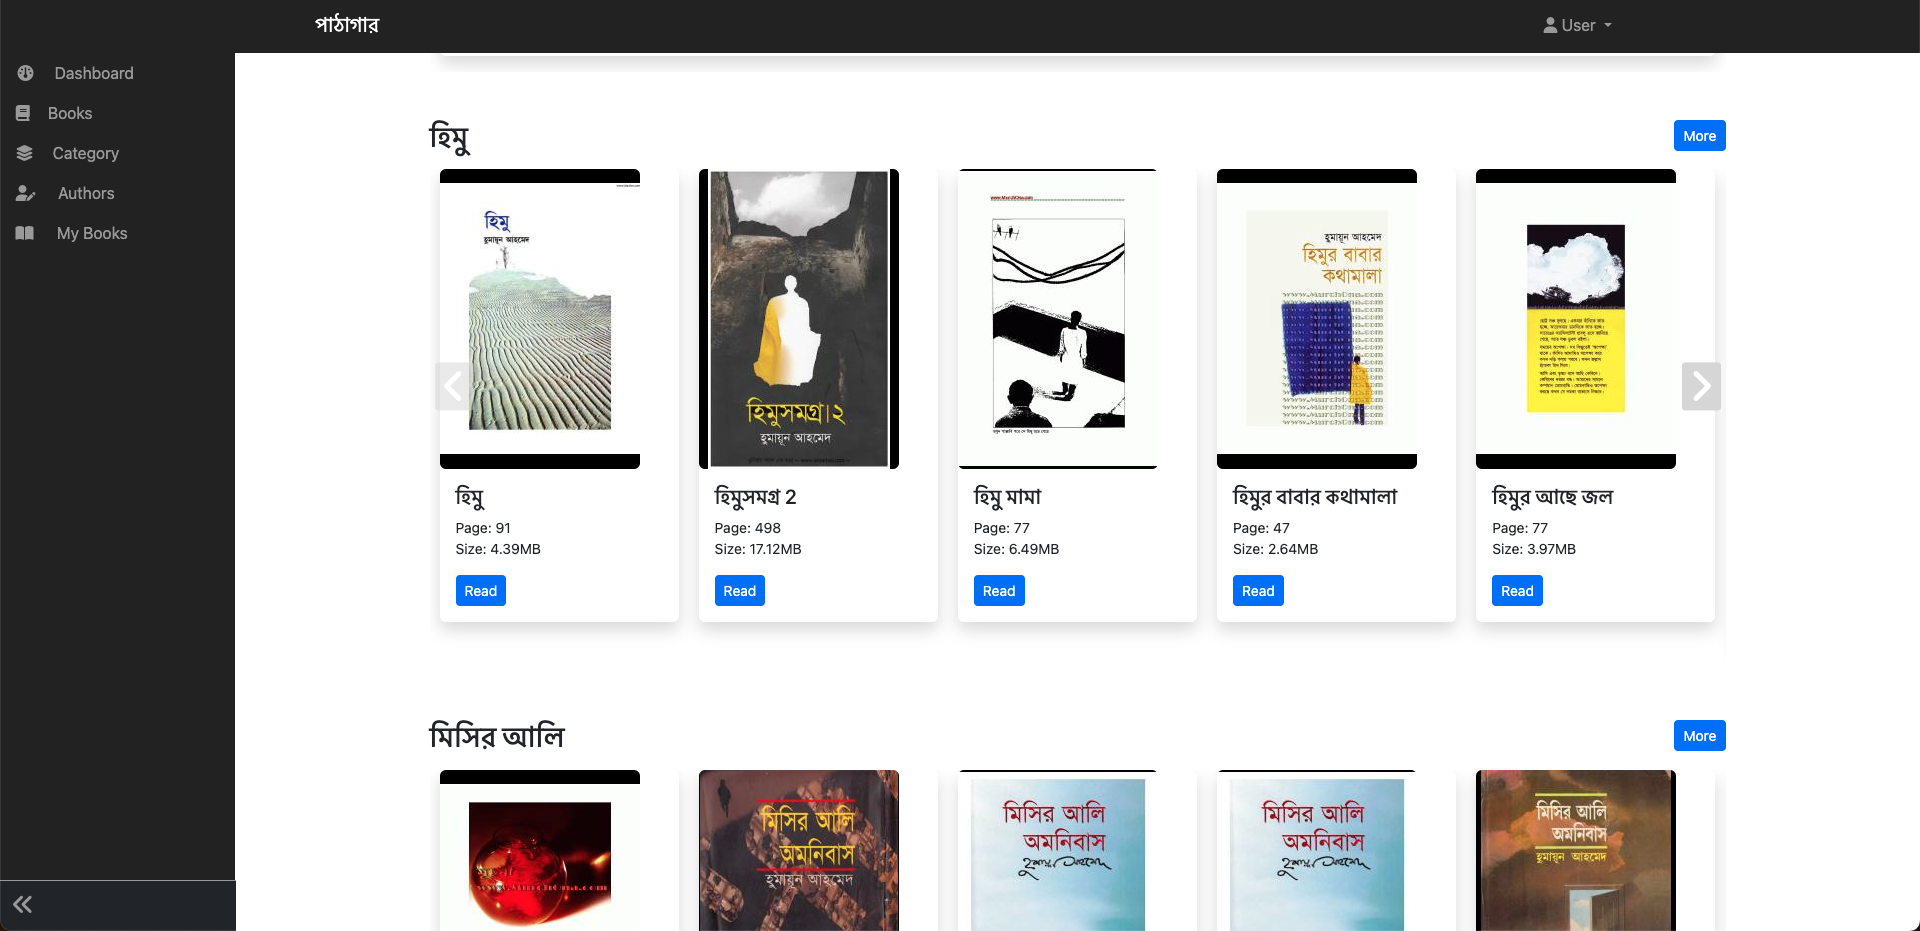 পাঠাগার
User
Dashboard
Books
Category
Authors
My Books
হিমু
More
হিমু
হুমায়ূন আহমেদ
হিমুসমগ্র।২
হুমায়ূন আহমেদ
হুমায়ূন আহমেদ
হিমুর বাবার
কথামালা
www.MurchOna.com
হিমু
Page: 91
Size: 4.39MB
Read
হিমুসমগ্র 2
Page: 498
Size: 17.12MB
Read
হিমু মামা
Page: 77
Size: 6.49MB
Read
হিমুর বাবার কথামালা
Page: 47
Size: 2.64MB
Read
হিমুর আছে জল
Page: 77
Size: 3.97MB
Read
মিসির আলি
More
মিসির আলি
অমনিবাস
হুমায়ূন আহমেদ
মিসির আলি
অমনিবাস
হুমায়ূন আহমেদ
মিসির আলি
অমনিবাস
হুমায়ূন আহমেদ
মিসির আলি
অমনিবাস
হুমায়ূন আহমেদ